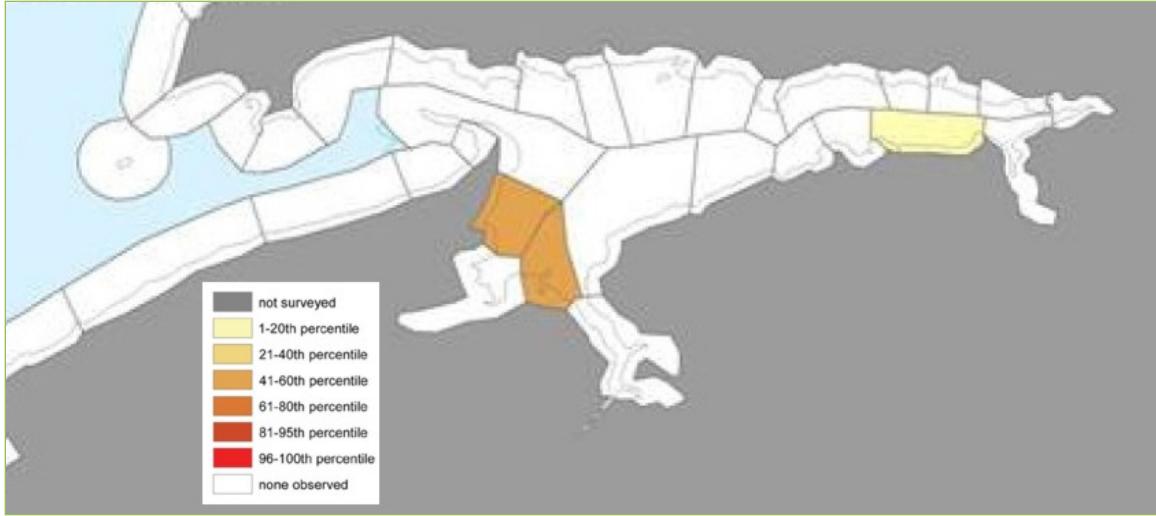 not surveyed
1-20th percentile
21-40th percentile
41-60th percentile
61-80th percentile
81-95th percentile
96-100th percentile
none observed